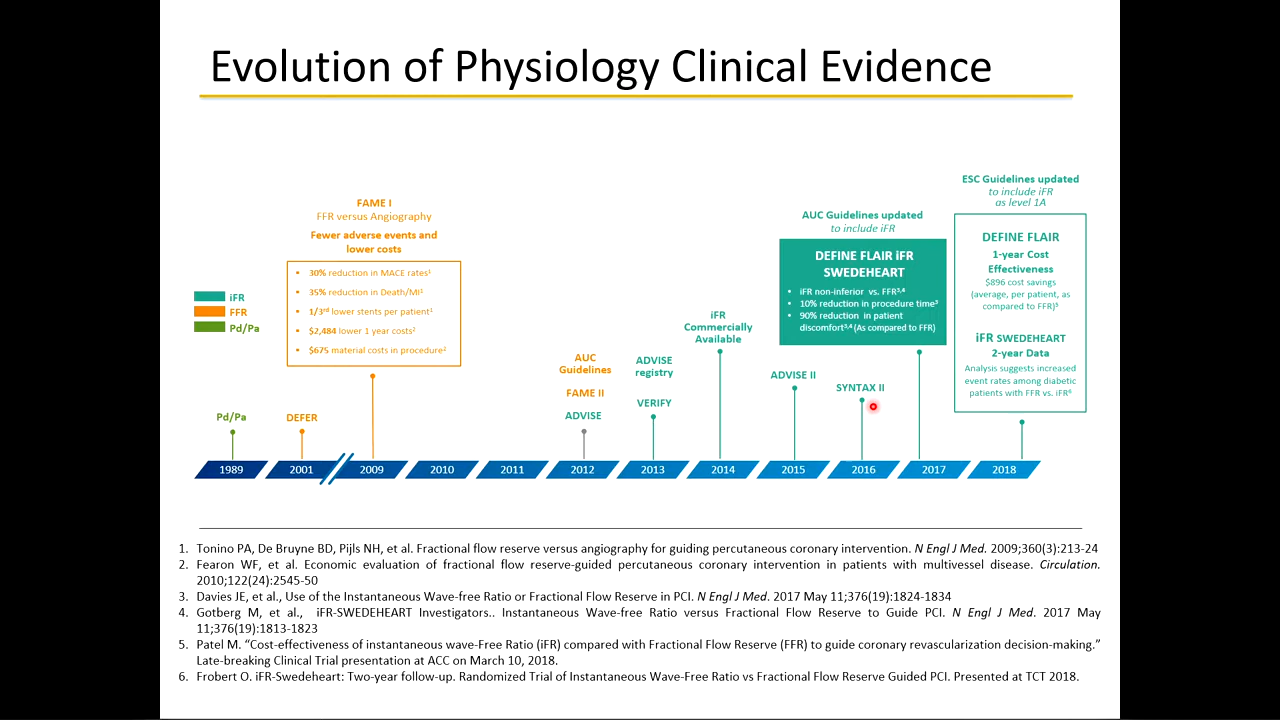 Evolution of Physiology Clinical Evidence
ESC Guidelines updated
to include iFR
as level 1A
FAME I
FFR versus Angiography
Fewer adverse events and
lower costs
AUC Guidelines updated
to include iFR
• 30% reduction in MACE rates¹
• 35% reduction in Death/MI¹
• 1/3rd lower stents per patient¹
• $2,484 lower 1 year costs²
• $675 material costs in procedure²
DEFINE FLAIR iFR
SWEDEHEART
• iFR non-inferior vs. FFR³,⁴
• 10% reduction in procedure time³
• 90% reduction in patient
discomfort³,⁴ (As compared to FFR)
DEFINE FLAIR
1-year Cost
Effectiveness
$896 cost savings
(average, per patient, as
compared to FFR)⁵
iFR SWEDEHEART
2-year Data
Analysis suggests increased
event rates among diabetic
patients with FFR vs. iFR⁶
iFR
FFR
Pd/Pa
iFR
Commercially
Available
AUC
Guidelines
FAME II
ADVISE
ADVISE
registry
VERIFY
ADVISE II
SYNTAX II
Pd/Pa
DEFER
1989 2001 2009 2010 2011 2012 2013 2014 2015 2016 2017 2018
1. Tonino PA, De Bruyne BD, Pijls NH, et al. Fractional flow reserve versus angiography for guiding percutaneous coronary intervention. N Engl J Med. 2009;360(3):213-24
2. Fearon WF, et al. Economic evaluation of fractional flow reserve-guided percutaneous coronary intervention in patients with multivessel disease. Circulation.
2010;122(24):2545-50
3. Davies JE, et al., Use of the Instantaneous Wave-free Ratio or Fractional Flow Reserve in PCI. N Engl J Med. 2017 May 11;376(19):1824-1834
4. Gotberg M, et al., iFR-SWEDEHEART Investigators.. Instantaneous Wave-free Ratio versus Fractional Flow Reserve to Guide PCI. N Engl J Med. 2017 May
11;376(19):1813-1823
5. Patel M. “Cost-effectiveness of instantaneous wave-Free Ratio (iFR) compared with Fractional Flow Reserve (FFR) to guide coronary revascularization decision-making.”
Late-breaking Clinical Trial presentation at ACC on March 10, 2018.
6. Frobert O. iFR-Swedeheart: Two-year follow-up. Randomized Trial of Instantaneous Wave-Free Ratio vs Fractional Flow Reserve Guided PCI. Presented at TCT 2018.